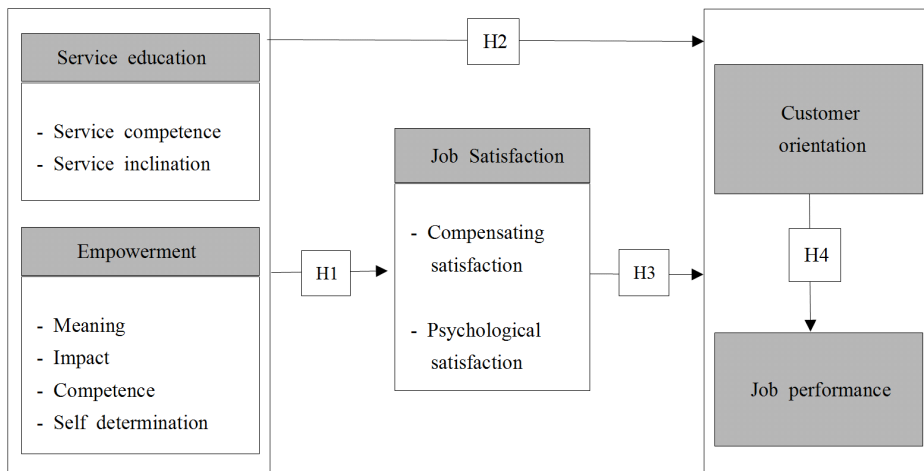 Service education
- Service competence
- Service inclination
Empowerment
- Meaning
- Impact
- Competence
- Self determination
H1
H2
Job Satisfaction
- Compensating
satisfaction
- Psychological
satisfaction
H3
Customer
orientation
H4
Job performance